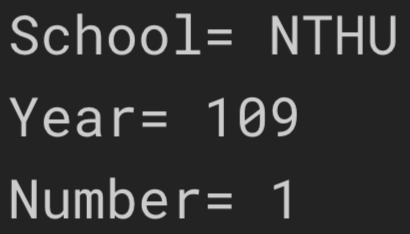 School= NTHU
Year= 109
Number= 1